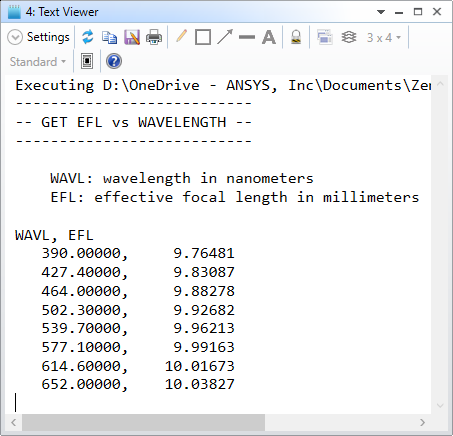 4: Text Viewer
Settings
3 x 4
Standard
Executing D:\OneDrive - ANSYS, Inc\Documents\Ze
---------------------------
-- GET EFL vs WAVELENGTH --
---------------------------
WAVL: wavelength in nanometers
EFL: effective focal length in millimeters
WAVL, EFL
390.00000, 9.76481
427.40000, 9.83087
464.00000, 9.88278
502.30000, 9.92682
539.70000, 9.96213
577.10000, 9.99163
614.60000, 10.01673
652.00000, 10.03827